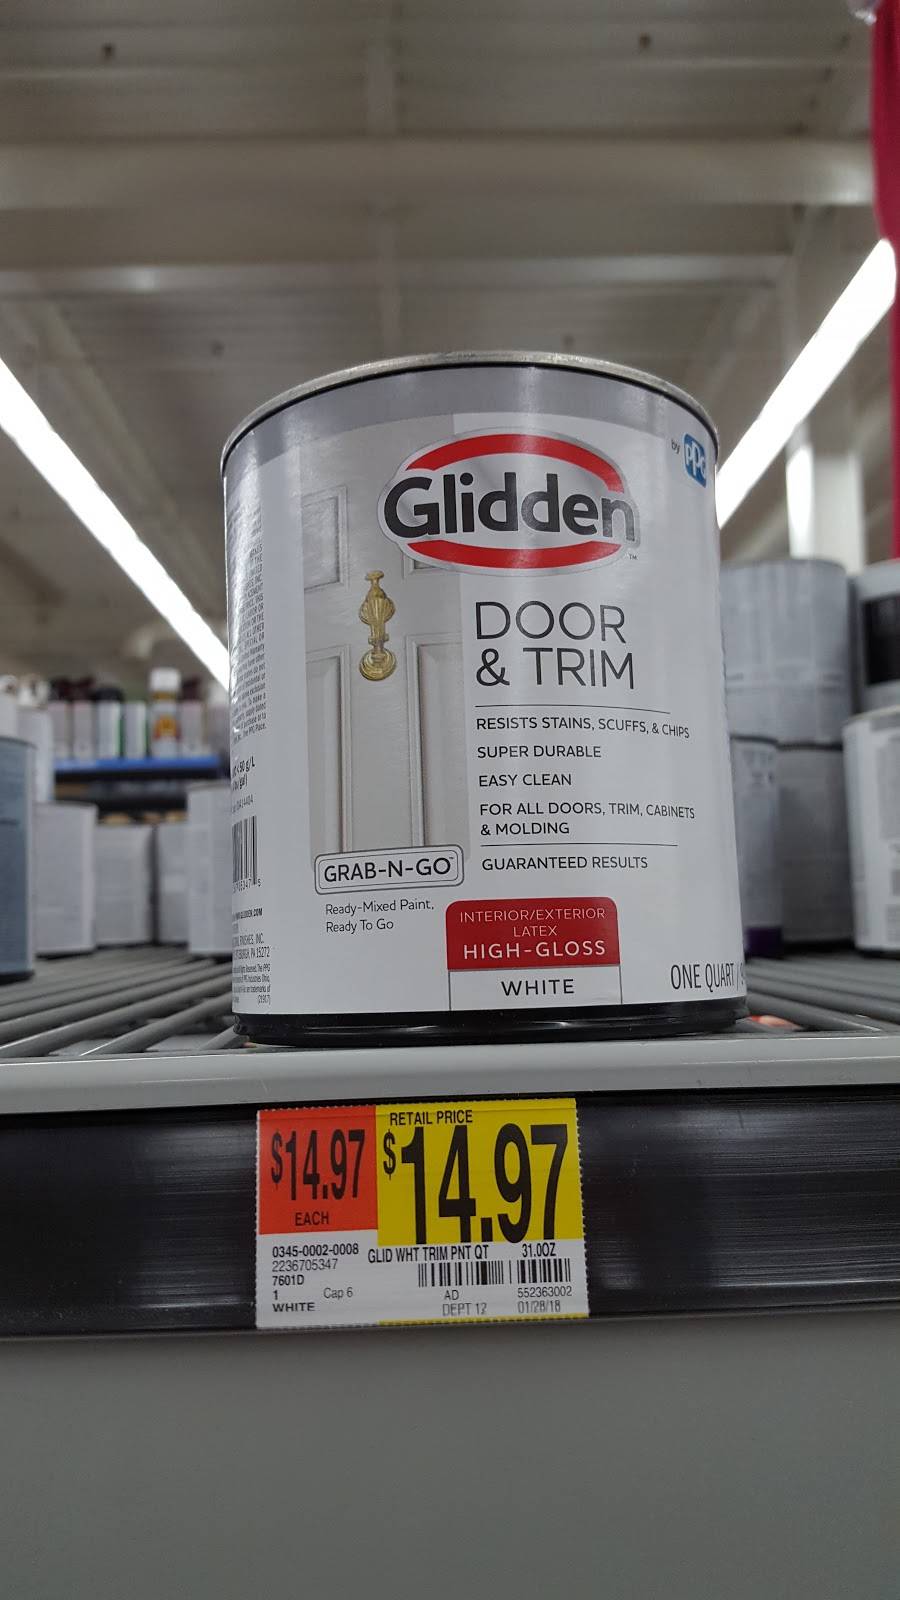 Glidden
TM
by PPG
DOOR
& TRIM
RESISTS STAINS, SCUFFS, & CHIPS
SUPER DURABLE
EASY CLEAN
FOR ALL DOORS, TRIM, CABINETS
& MOLDING
GUARANTEED RESULTS
GRAB-N-GO™
Ready-Mixed Paint,
Ready To Go
INTERIOR/EXTERIOR
LATEX
HIGH-GLOSS
WHITE
ONE QUART
$14.97
EACH
RETAIL PRICE
$14.97
0345-0002-0008
GLID WHT TRIM PNT QT 31.0OZ
2236705347
7601D
1 Cap 6
WHITE
AD 552363002
DEPT 12 01/28/18